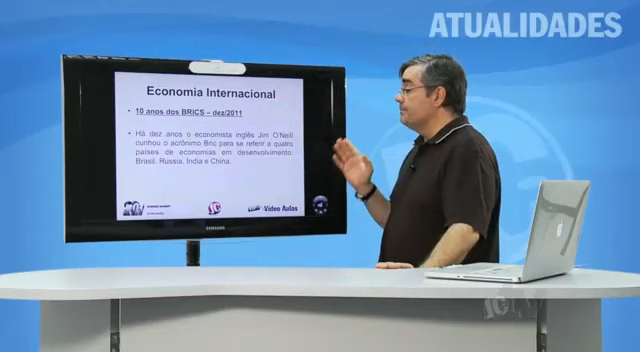 ATUALIDADES
Economia Internacional
• 10 anos dos BRICS – dez/2011
• Há dez anos o economista inglês Jim O'Neill
cunhou o acrônimo Bric para se referir a quatro
países de economias em desenvolvimento:
Brasil, Russia, Índia e China.
Vídeo Aulas
SAMSUNG